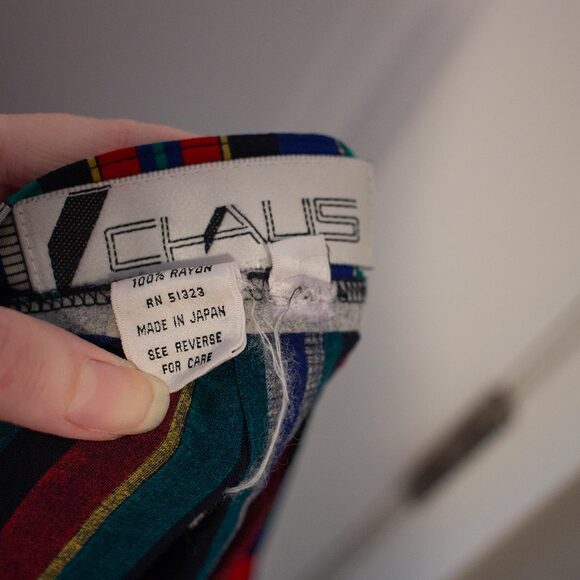 CHAUS
100% RAYON
RN 51323
MADE IN JAPAN
SEE REVERSE
FOR CARE